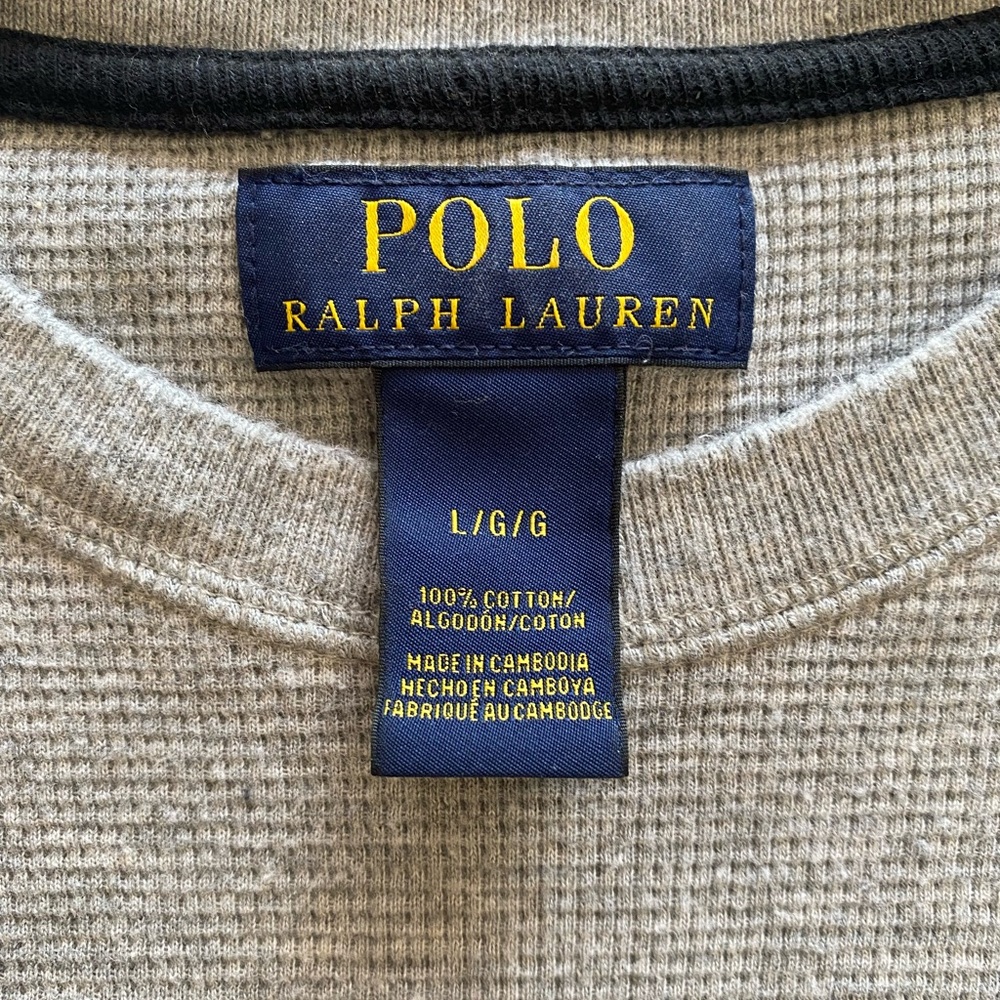 POLO
RALPH LAUREN
L/G/G
100% COTTON/
ALGODÓN/COTON
MADE IN CAMBODIA
HECHO EN CAMBOYA
FABRIQUÉ AU CAMBODGE